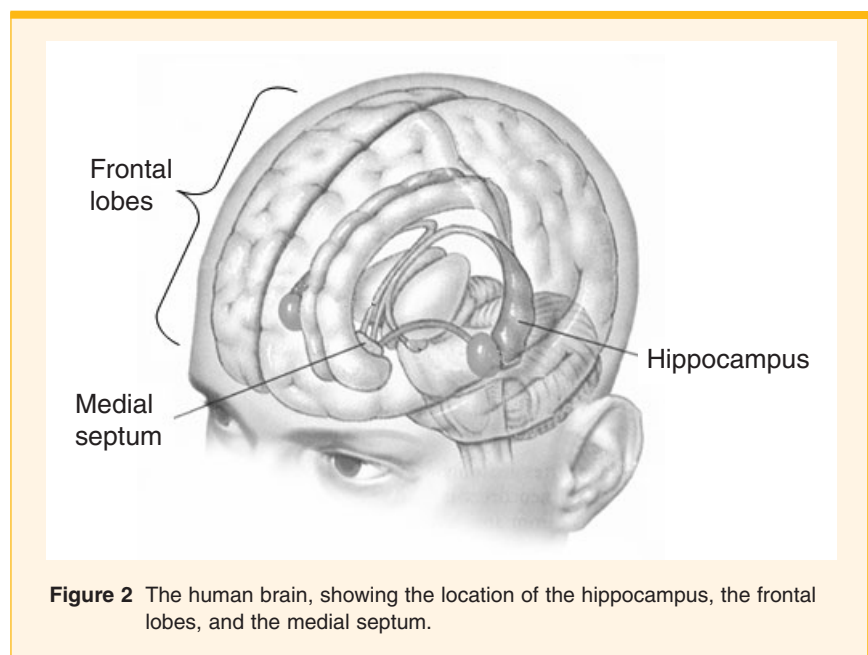 Frontal
lobes
Hippocampus
Medial
septum
Figure 2 The human brain, showing the location of the hippocampus, the frontal
lobes, and the medial septum.